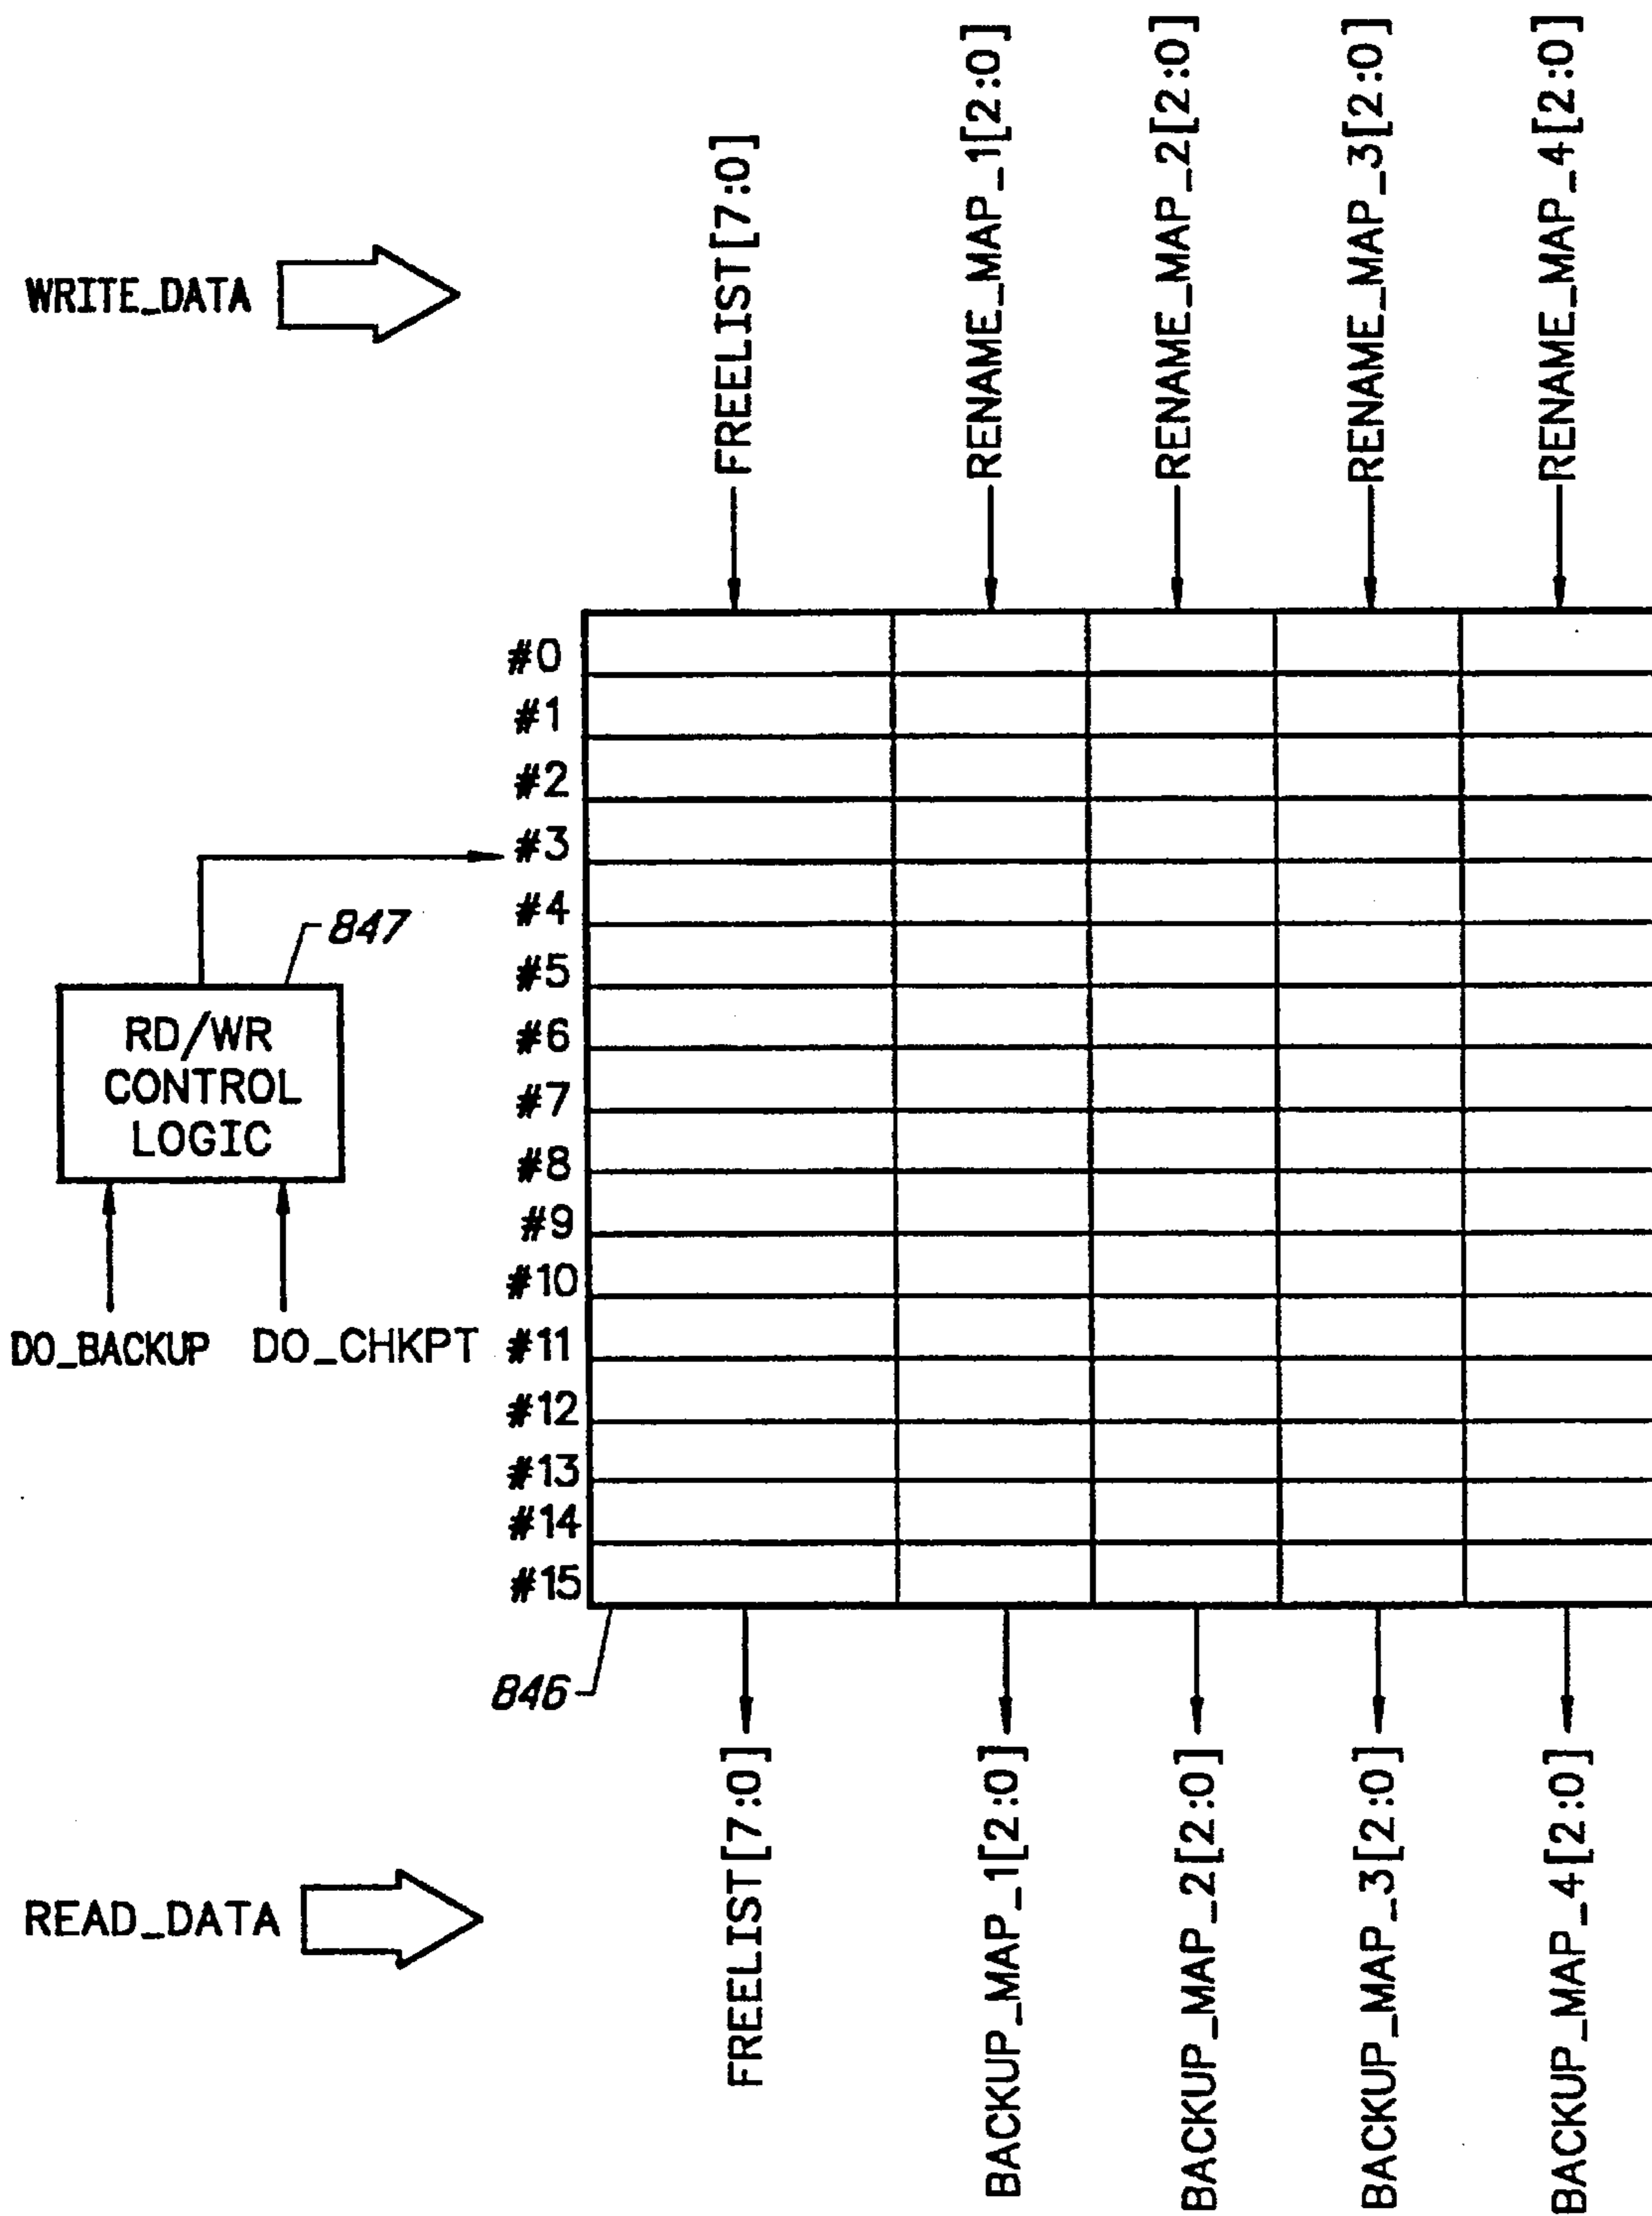 WRITE_DATA
FREELIST[7:0]
RENAME_MAP_1[2:0]
RENAME_MAP_2[2:0]
RENAME_MAP_3[2:0]
RENAME_MAP_4[2:0]
#0
#1
#2
#3
#4
847
#5
#6
RD/WR
CONTROL
LOGIC
#7
#8
#9
#10
DO_BACKUP DO_CHKPT #11
#12
#13
#14
#15
846
READ_DATA
FREELIST[7:0]
BACKUP_MAP_1[2:0]
BACKUP_MAP_2[2:0]
BACKUP_MAP_3[2:0]
BACKUP_MAP_4[2:0]